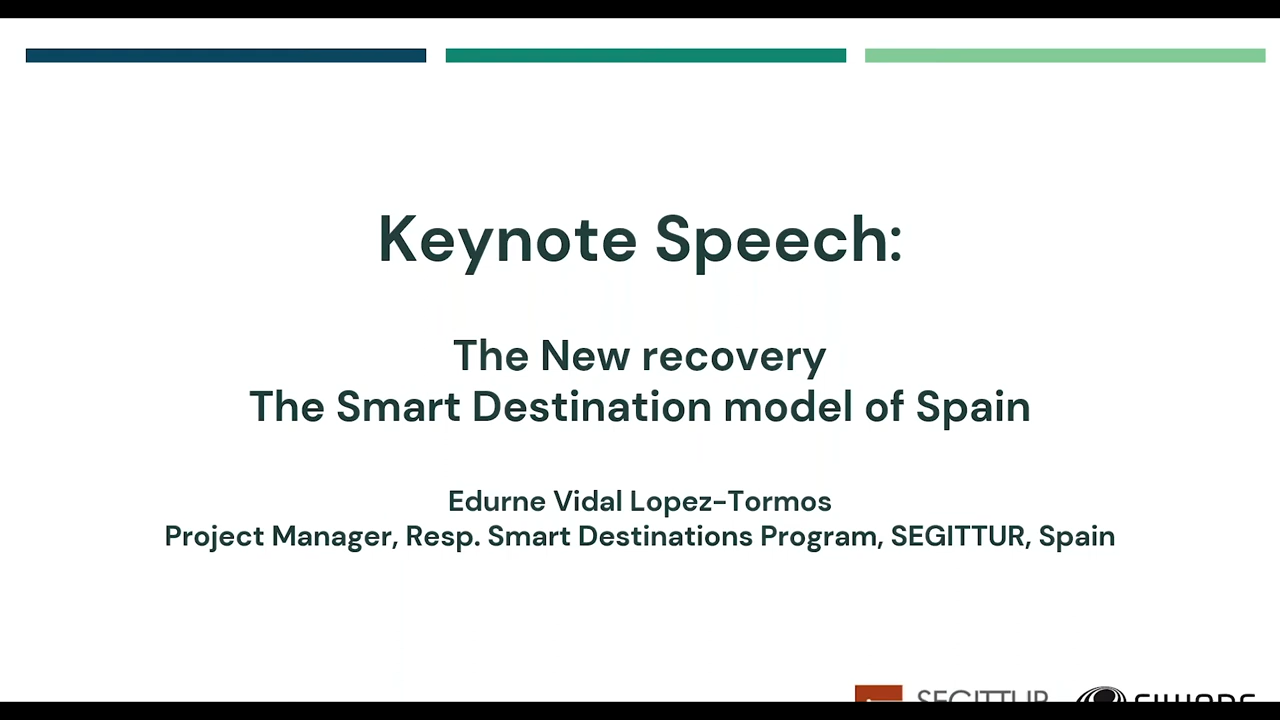 Keynote Speech:
The New recovery
The Smart Destination model of Spain
Edurne Vidal Lopez-Tormos
Project Manager, Resp. Smart Destinations Program, SEGITTUR, Spain
SEGITTUR